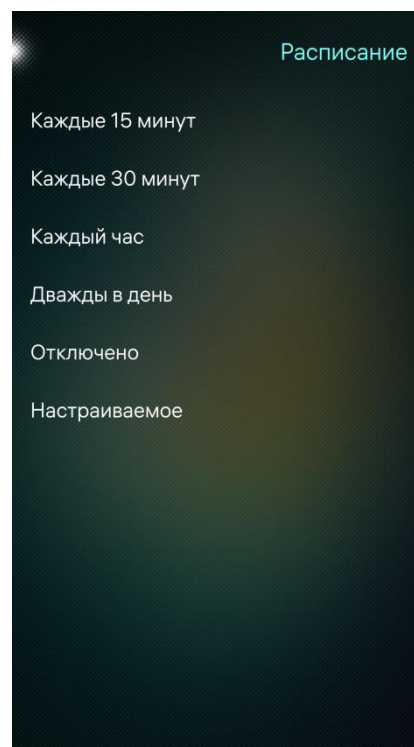 Расписание
Каждые 15 минут
Каждые 30 минут
Каждый час
Дважды в день
Отключено
Настраиваемое